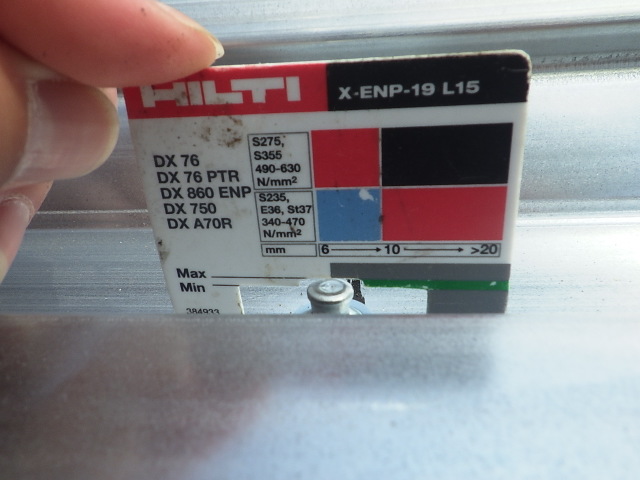 HILTI
X-ENP-19 L15
DX 76
DX 76 PTR
DX 860 ENP
DX 750
DX A70R
S275,
S355
490-630
N/mm²
S235,
E36, St37
340-470
N/mm²
mm
6 → 10 → >20
Max
Min
384933